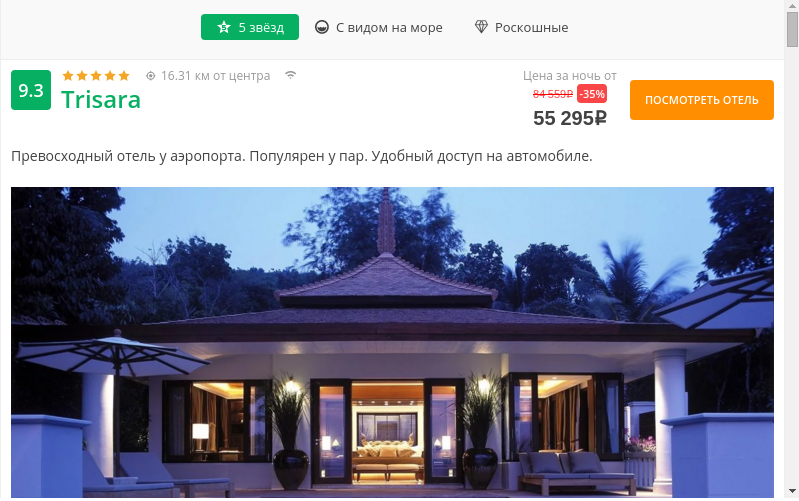 5 звёзд
С видом на море
Роскошные
9.3
16.31 км от центра
Trisara
Цена за ночь от
84 559₽ -35%
55 295₽
ПОСМОТРЕТЬ ОТЕЛЬ
Превосходный отель у аэропорта. Популярен у пар. Удобный доступ на автомобиле.